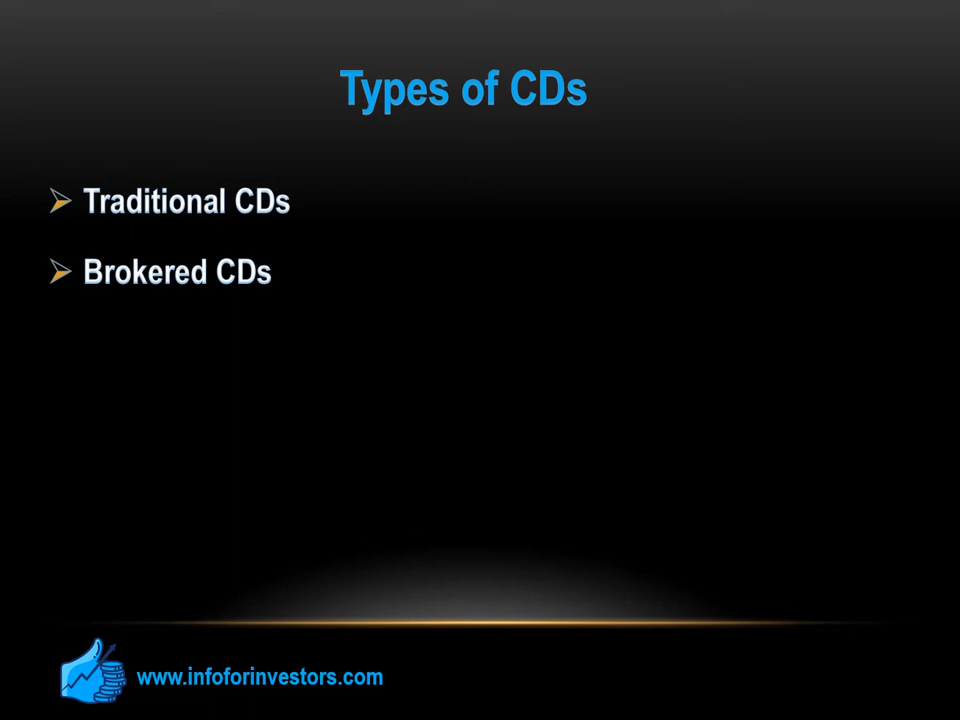 Types of CDs
Traditional CDs
Brokered CDs
www.infoforinvestors.com